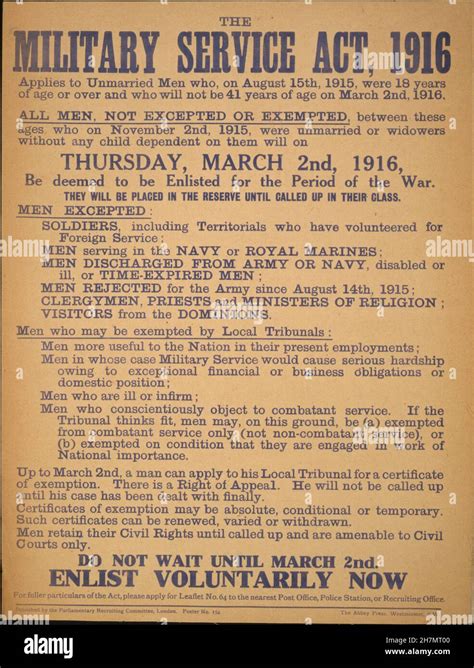 THE
MILITARY SERVICE ACT, 1916
Applies to Unmarried Men who, on August 15th, 1915, were 18 years
of age or over and who will not be 41 years of age on March 2nd, 1916.
ALL MEN, NOT EXCEPTED OR EXEMPTED, between these
ages who on November 2nd, 1915, were unmarried or widowers
without any child dependent on them will on
THURSDAY, MARCH 2nd, 1916,
Be deemed to be Enlisted for the Period of the War.
THEY WILL BE PLACED IN THE RESERVE UNTIL CALLED UP IN THEIR CLASS.
MEN EXCEPTED:
SOLDIERS, including Territorials who have volunteered for
Foreign Service;
MEN serving in the NAVY or ROYAL MARINES;
MEN DISCHARGED FROM ARMY OR NAVY, disabled or
ill, or TIME-EXPIRED MEN;
MEN REJECTED for the Army since August 14th, 1915;
CLERGYMEN, PRIESTS and MINISTERS OF RELIGION;
VISITORS from the DOMINIONS.
Men who may be exempted by Local Tribunals:
Men more useful to the Nation in their present employments;
Men in whose case Military Service would cause serious hardship
owing to exceptional financial or business obligations or
domestic position;
Men who are ill or infirm;
Men who conscientiously object to combatant service. If the
Tribunal thinks fit, men may, on this ground, be (a) exempted
from combatant service only (not non-combatant service), or
(b) exempted on condition that they are engaged in work of
National importance.
Up to March 2nd, a man can apply to his Local Tribunal for a certificate
of exemption. There is a Right of Appeal. He will not be called up
until his case has been dealt with finally.
Certificates of exemption may be absolute, conditional or temporary.
Such certificates can be renewed, varied or withdrawn.
Men retain their Civil Rights until called up and are amenable to Civil
Courts only.
DO NOT WAIT UNTIL MARCH 2nd.
ENLIST VOLUNTARILY NOW
For fuller particulars of the Act, please apply for Leaflet No. 64 to the nearest Post Office, Police Station, or Recruiting Office.
Published by the Parliamentary Recruiting Committee, London. Poster No. 154
The Abbey Press, Westminster,
alamy
Image ID: 2H7MT00
www.alamy.com